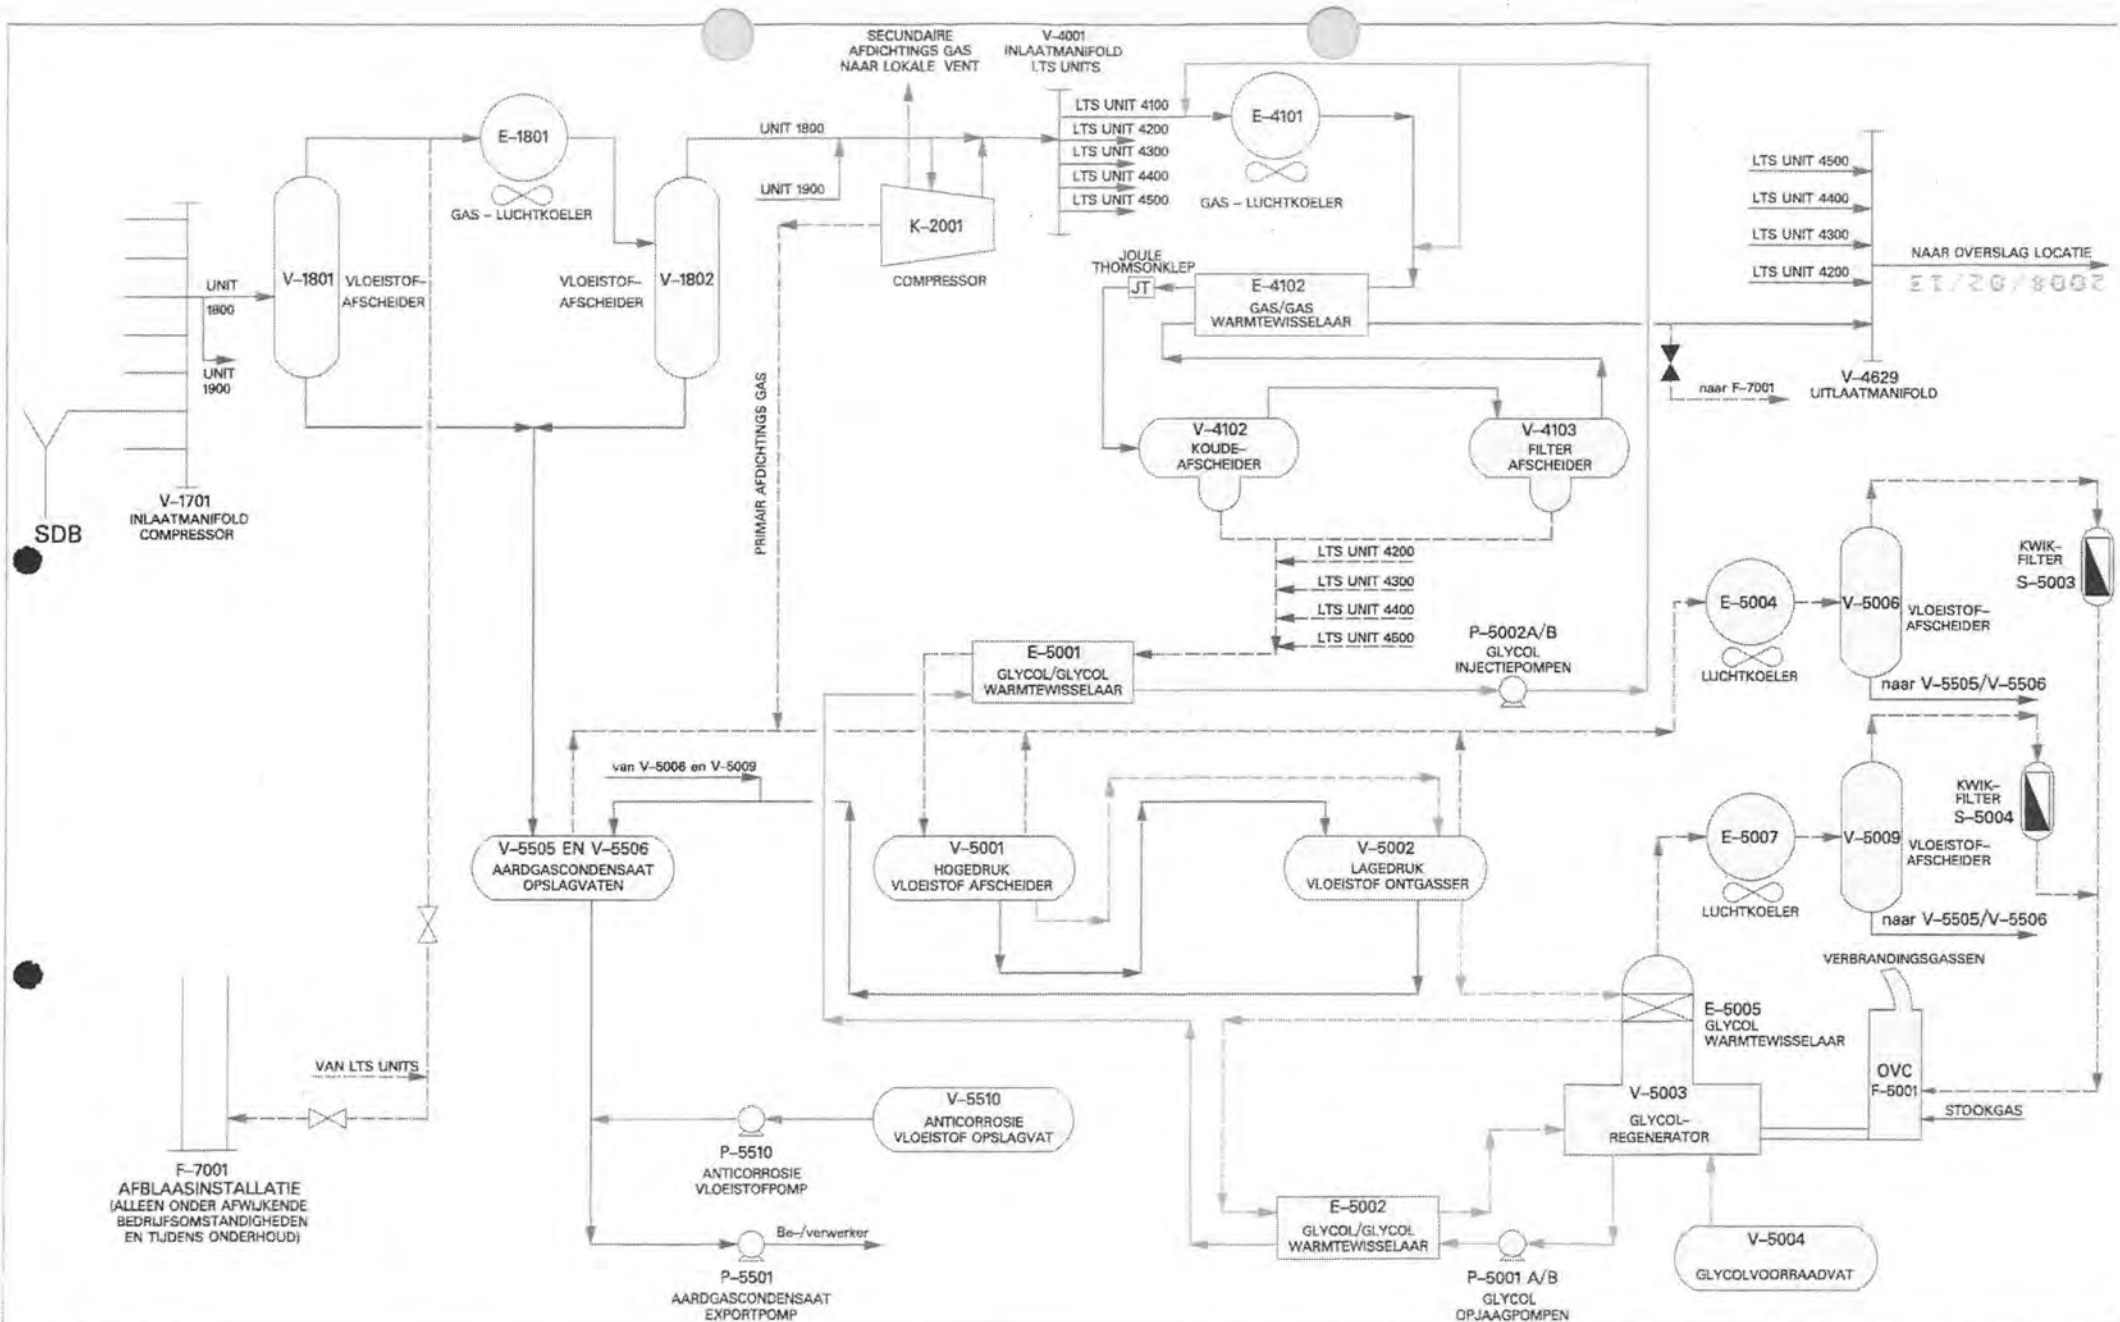 SECUNDAIRE
AFDICHTINGS GAS
NAAR LOKALE VENT
V-4001
INLAATMANIFOLD
LTS UNITS
LTS UNIT 4100
LTS UNIT 4200
LTS UNIT 4300
LTS UNIT 4400
LTS UNIT 4500
E-4101
GAS - LUCHTKOELER
E-1801
GAS - LUCHTKOELER
UNIT 1800
UNIT 1900
K-2001
COMPRESSOR
V-1801
VLOEISTOF-
AFSCHEIDER
VLOEISTOF-
AFSCHEIDER
V-1802
UNIT
1800
UNIT
1900
V-1701
INLAATMANIFOLD
COMPRESSOR
SDB
JOULE
THOMSONKLEP
JT
E-4102
GAS/GAS
WARMTEWISSELAAR
LTS UNIT 4500
LTS UNIT 4400
LTS UNIT 4300
LTS UNIT 4200
NAAR OVERSLAG LOCATIE
2008/02/13
naar F-7001
V-4629
UITLAATMANIFOLD
V-4102
KOUDE-
AFSCHEIDER
V-4103
FILTER
AFSCHEIDER
PRIMAIR AFDICHTINGS GAS
LTS UNIT 4200
LTS UNIT 4300
LTS UNIT 4400
LTS UNIT 4500
E-5001
GLYCOL/GLYCOL
WARMTEWISSELAAR
P-5002A/B
GLYCOL
INJECTIEPOMPEN
E-5004
LUCHTKOELER
V-5006
VLOEISTOF-
AFSCHEIDER
KWIK-
FILTER
S-5003
naar V-5505/V-5506
van V-5006 en V-5009
V-5505 EN V-5506
AARDGASCONDENSAAT
OPSLAGVATEN
V-5001
HOGEDRUK
VLOEISTOF AFSCHEIDER
V-5002
LAGEDRUK
VLOEISTOF ONTGASSER
E-5007
LUCHTKOELER
V-5009
VLOEISTOF-
AFSCHEIDER
KWIK-
FILTER
S-5004
naar V-5505/V-5506
VERBRANDINGSGASSEN
E-5005
GLYCOL
WARMTEWISSELAAR
OVC
F-5001
STOOKGAS
V-5003
GLYCOL-
REGENERATOR
VAN LTS UNITS
F-7001
AFBLAASINSTALLATIE
(ALLEEN ONDER AFWIJKENDE
BEDRIJFSOMSTANDIGHEDEN
EN TIJDENS ONDERHOUD)
V-5510
ANTICORROSIE
VLOEISTOF OPSLAGVAT
P-5510
ANTICORROSIE
VLOEISTOFPOMP
Be-/verwerker
P-5501
AARDGASCONDENSAAT
EXPORTPOMP
E-5002
GLYCOL/GLYCOL
WARMTEWISSELAAR
P-5001 A/B
GLYCOL
OPJAAGPOMPEN
V-5004
GLYCOLVOORRAADVAT